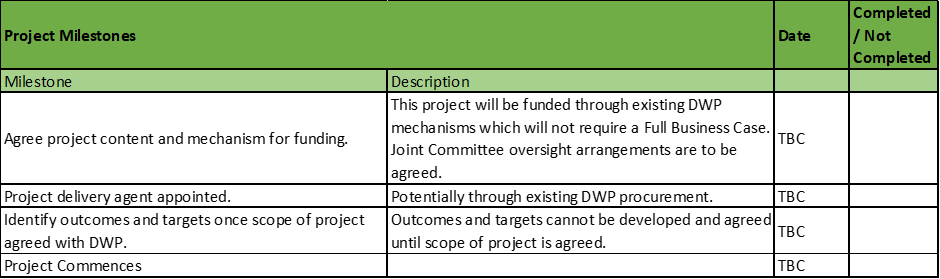 Project Milestones
Date
Completed
/ Not
Completed
Milestone
Description
Agree project content and mechanism for funding.
This project will be funded through existing DWP
mechanisms which will not require a Full Business Case.
Joint Committee oversight arrangements are to be
agreed.
TBC
Project delivery agent appointed.
Potentially through existing DWP procurement.
TBC
Identify outcomes and targets once scope of project
agreed with DWP.
Outcomes and targets cannot be developed and agreed
until scope of project is agreed.
TBC
Project Commences
TBC